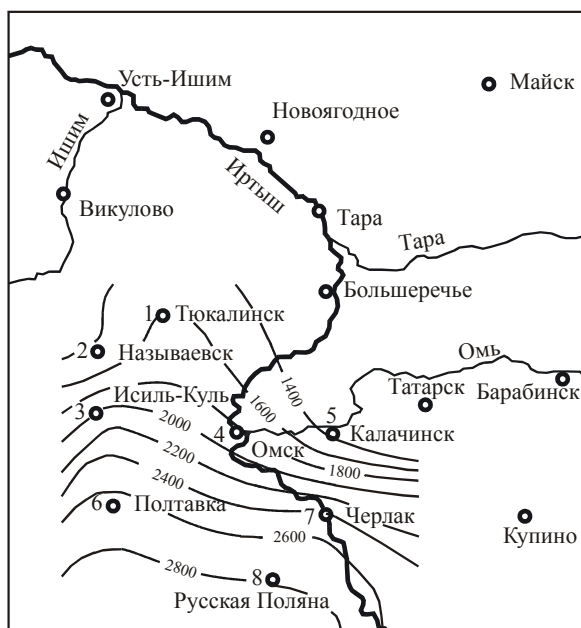 Усть-Ишим
Майск
Новоягодное
Ишим
Иртыш
Викулово
Тара
Тара
Большеречье
1 Тюкалинск
2 Называевск
Омь
1400
Барабинск
Татарск
Исиль-Куль
1600
3
2000
5
4 Омск
Калачинск
2200
1800
2400
6 Полтавка
7 Черлак
Купино
2600
2800
8
Русская Поляна